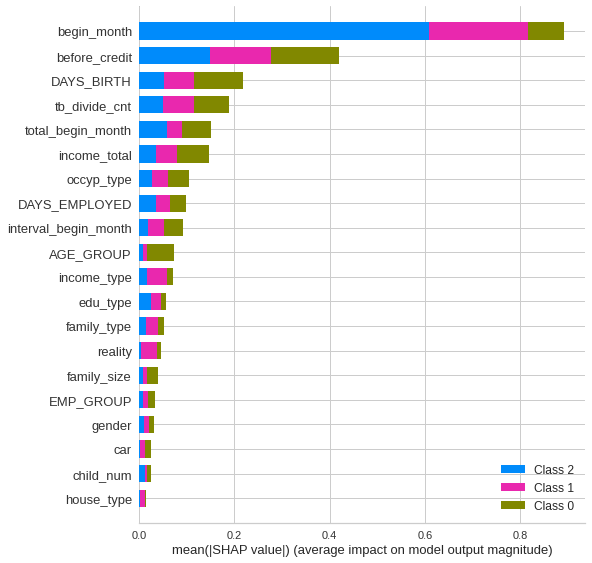 begin_month
before_credit
DAYS_BIRTH
tb_divide_cnt
total_begin_month
income_total
occyp_type
DAYS_EMPLOYED
interval_begin_month
AGE_GROUP
income_type
edu_type
family_type
reality
family_size
EMP_GROUP
gender
car
child_num
house_type
Class 2
Class 1
Class 0
0.0 0.2 0.4 0.6 0.8
mean(|SHAP value|) (average impact on model output magnitude)